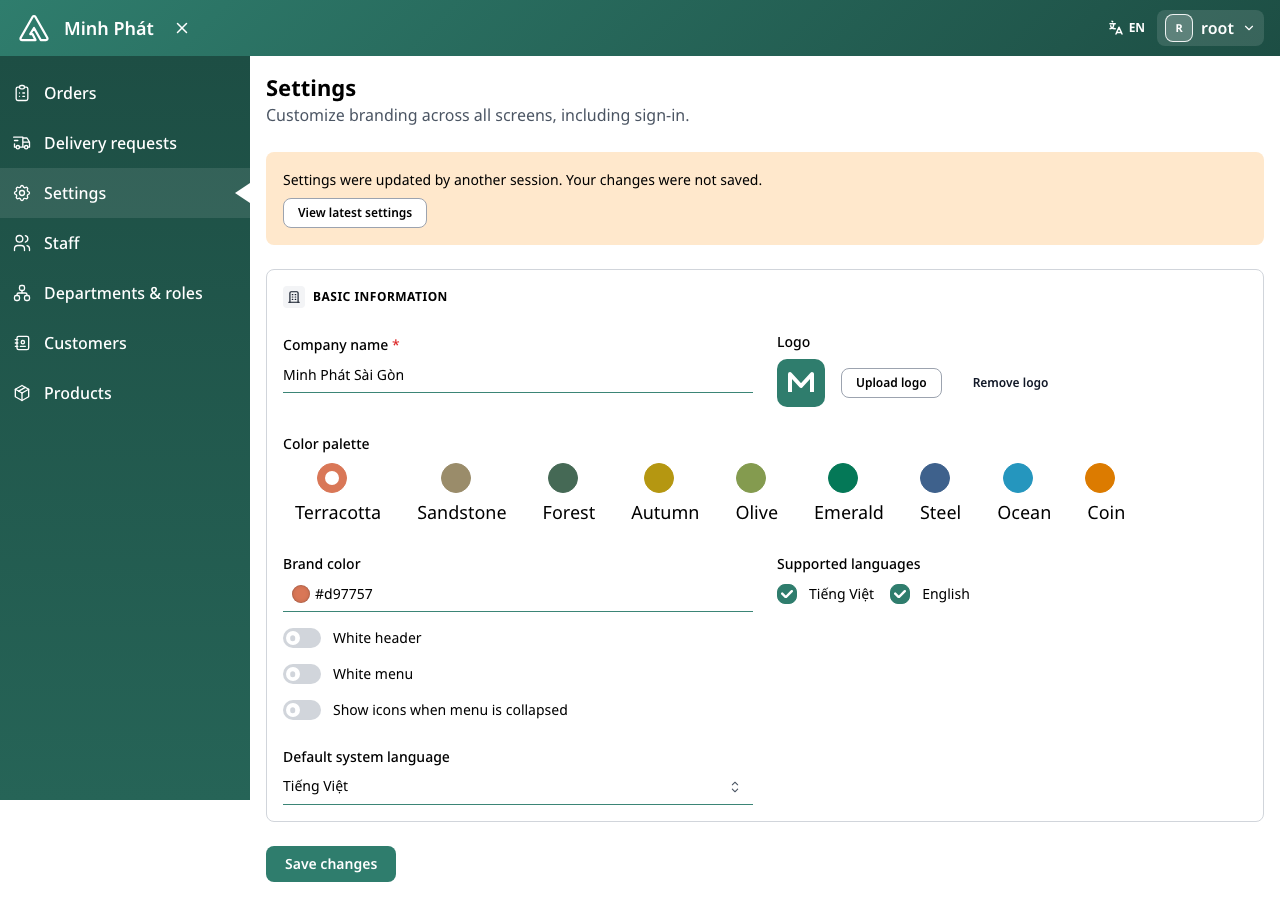 Minh Phát
EN
R
root
Orders
Delivery requests
Settings
Staff
Departments & roles
Customers
Products
Settings
Customize branding across all screens, including sign-in.
Settings were updated by another session. Your changes were not saved.
View latest settings
BASIC INFORMATION
Company name *
Minh Phát Sài Gòn
Logo
M
Upload logo
Remove logo
Color palette
Terracotta
Sandstone
Forest
Autumn
Olive
Emerald
Steel
Ocean
Coin
Brand color
#d97757
Supported languages
Tiếng Việt
English
White header
White menu
Show icons when menu is collapsed
Default system language
Tiếng Việt
Save changes